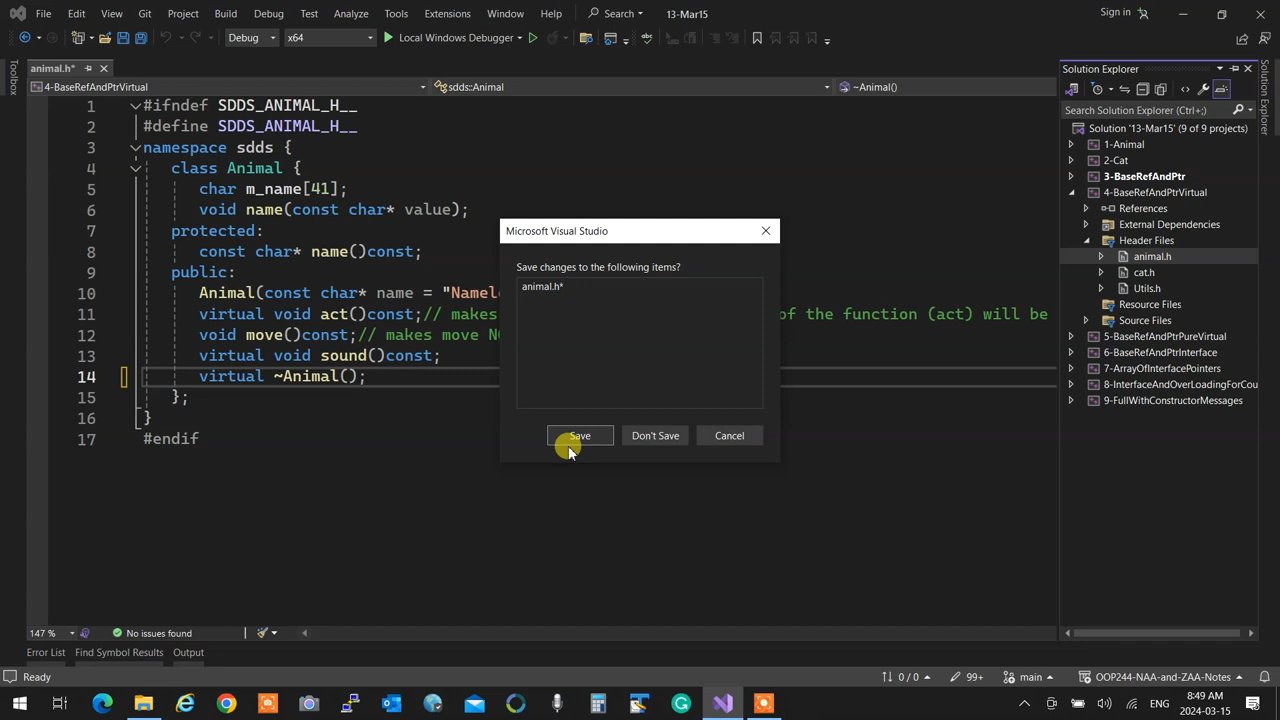 File Edit View Git Project Build Debug Test Analyze Tools Extensions Window Help Search 13-Mar15 Sign in
Debug x64 Local Windows Debugger
Toolbox
animal.h*
4-BaseRefAndPtrVirtual sdds::Animal ~Animal()
1 #ifndef SDDS_ANIMAL_H__
2 #define SDDS_ANIMAL_H__
3 namespace sdds {
4 class Animal {
5 char m_name[41];
6 void name(const char* value);
7 protected:
8 const char* name()const;
9 public:
10 Animal(const char* name = "Namel
11 virtual void act()const;// makes of the function (act) will be
12 void move()const;// makes move N
13 virtual void sound()const;
14 virtual ~Animal();
15 };
16 }
17 #endif
Microsoft Visual Studio
Save changes to the following items?
animal.h*
Save Don't Save Cancel
Solution Explorer
Search Solution Explorer (Ctrl+;)
Solution '13-Mar15' (9 of 9 projects)
1-Animal
2-Cat
3-BaseRefAndPtr
4-BaseRefAndPtrVirtual
References
External Dependencies
Header Files
animal.h
cat.h
Utils.h
Resource Files
Source Files
5-BaseRefAndPtrPureVirtual
6-BaseRefAndPtrInterface
7-ArrayOfInterfacePointers
8-InterfaceAndOverLoadingForCou
9-FullWithConstructorMessages
Solution Explorer
147 % No issues found
Error List Find Symbol Results Output
Ready 0 / 0 99+ main OOP244-NAA-and-ZAA-Notes
ENG 8:49 AM
2024-03-15